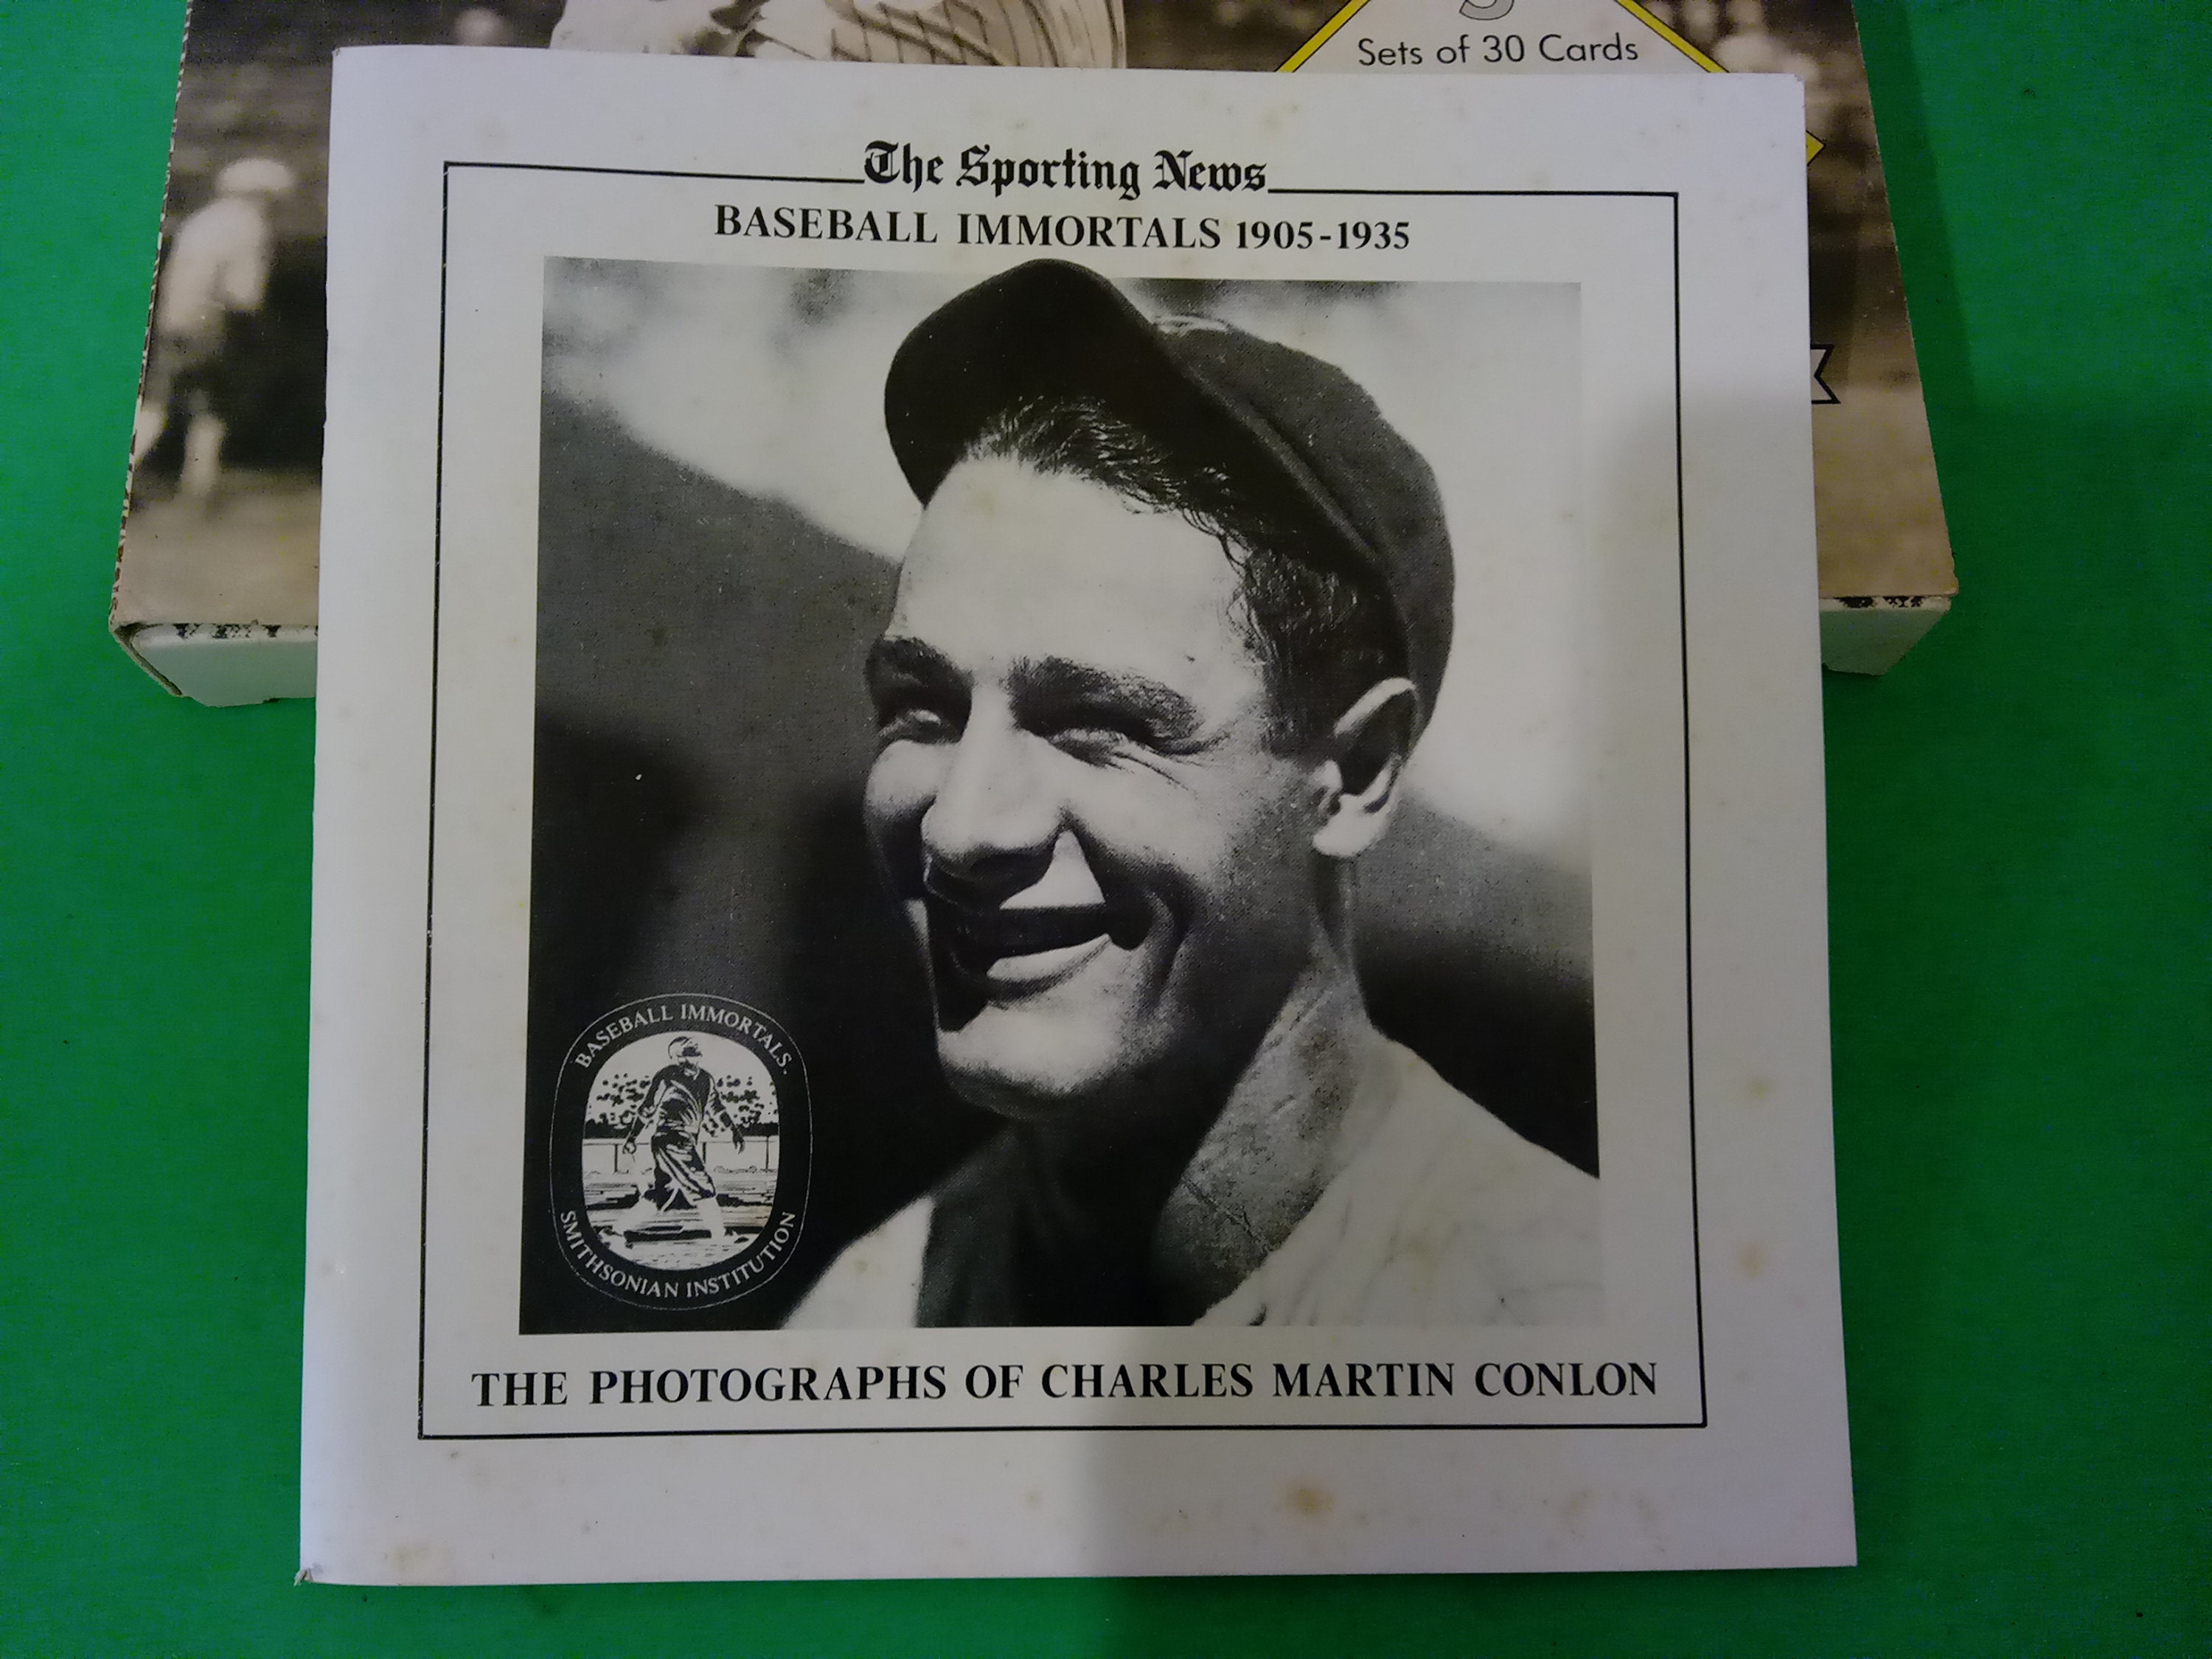 Sets of 30 Cards
The Sporting News
BASEBALL IMMORTALS 1905-1935
BASEBALL IMMORTALS.
SMITHSONIAN INSTITUTION
THE PHOTOGRAPHS OF CHARLES MARTIN CONLON